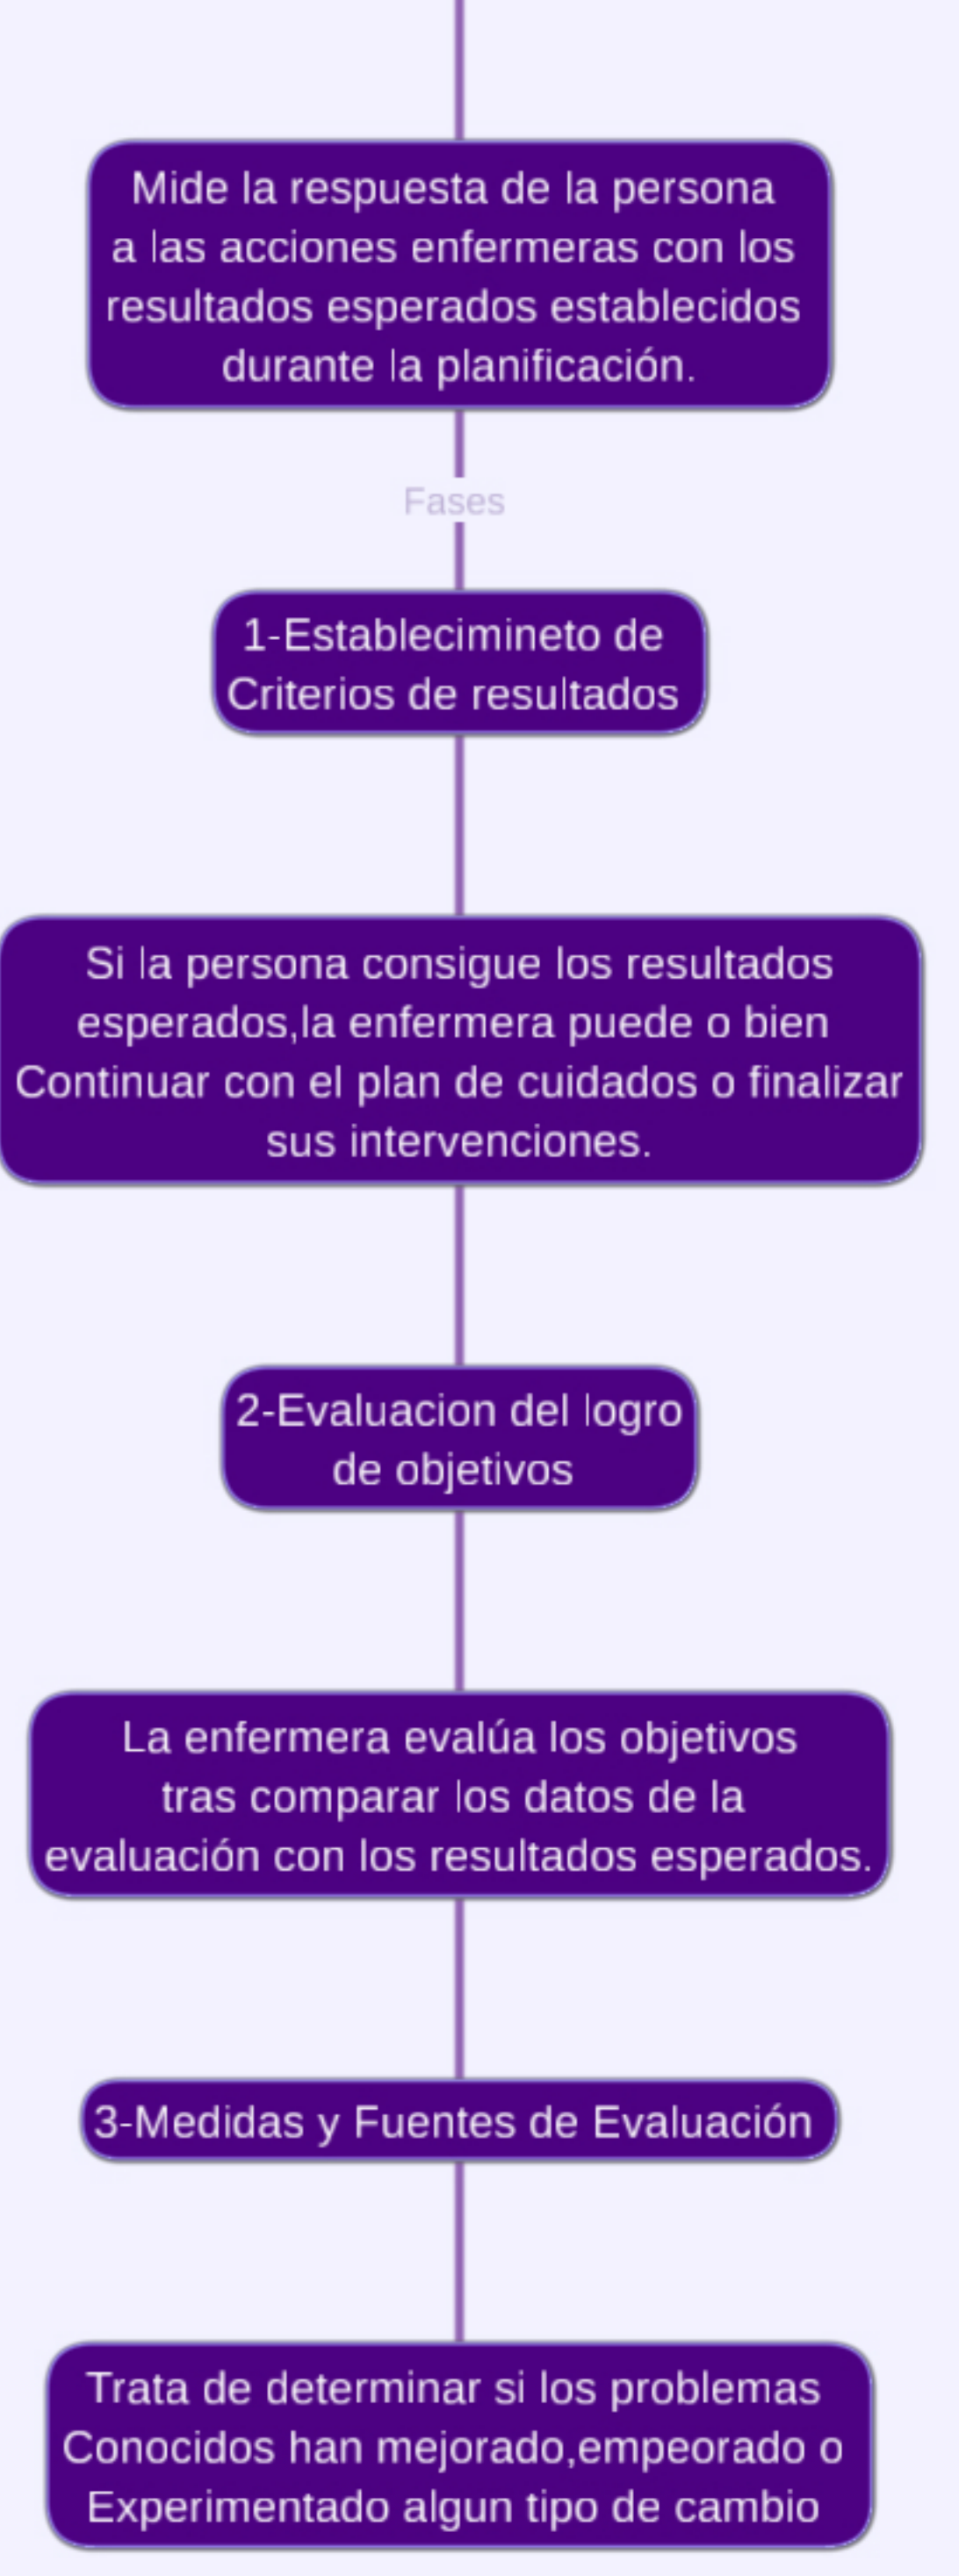 Mide la respuesta de la persona
a las acciones enfermeras con los
resultados esperados establecidos
durante la planificación.
Fases
1-Establecimineto de
Criterios de resultados
Si la persona consigue los resultados
esperados,la enfermera puede o bien
Continuar con el plan de cuidados o finalizar
sus intervenciones.
2-Evaluacion del logro
de objetivos
La enfermera evalúa los objetivos
tras comparar los datos de la
evaluación con los resultados esperados.
3-Medidas y Fuentes de Evaluación
Trata de determinar si los problemas
Conocidos han mejorado,empeorado o
Experimentado algun tipo de cambio